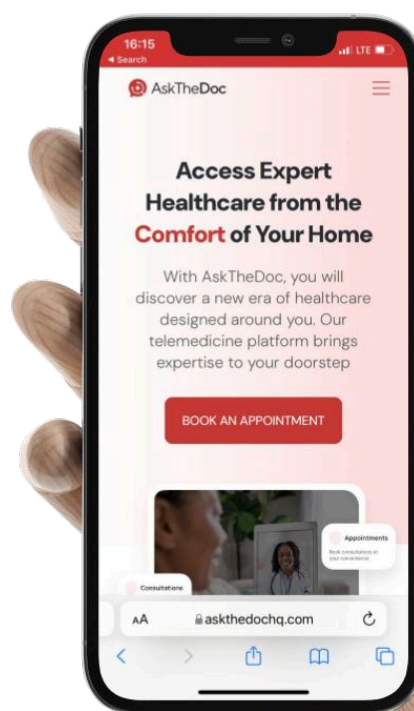 16:15
LTE
◀ Search
AskTheDoc
Access Expert
Healthcare from the
Comfort of Your Home
With AskTheDoc, you will
discover a new era of healthcare
designed around you. Our
telemedicine platform brings
expertise to your doorstep
BOOK AN APPOINTMENT
Appointments
Book consultations at
your convenience
Consultations
AA
askthedochq.com